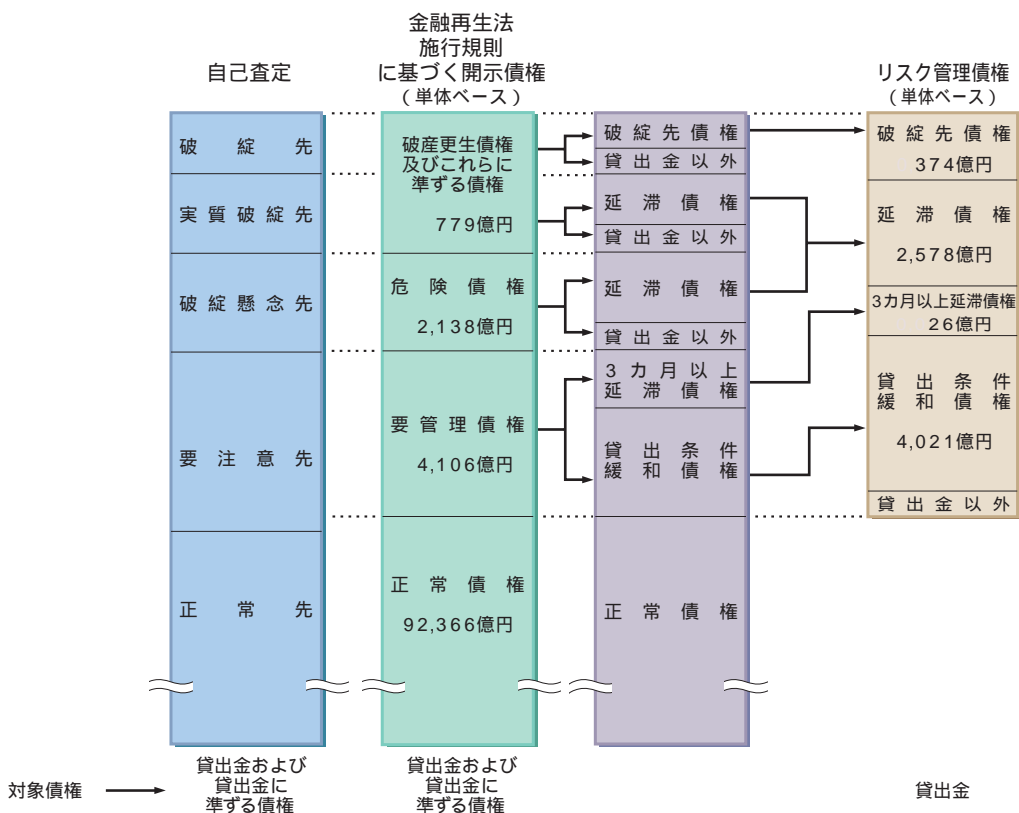 自己査定
破綻先
実質破綻先
破綻懸念先
要注意先
正常先
貸出金および
貸出金に
準ずる債権
金融再生法
施行規則
に基づく開示債権
(単体ベース)
破産更生債権
及びこれらに
準ずる債権
779億円
危険債権
2,138億円
要管理債権
4,106億円
正常債権
92,366億円
貸出金および
貸出金に
準ずる債権
破綻先債権
貸出金以外
延滞債権
貸出金以外
延滞債権
貸出金以外
3カ月以上
延滞債権
貸出条件
緩和債権
正常債権
リスク管理債権
(単体ベース)
破綻先債権
374億円
延滞債権
2,578億円
3カ月以上延滞債権
26億円
貸出条件
緩和債権
4,021億円
貸出金以外
貸出金
対象債権